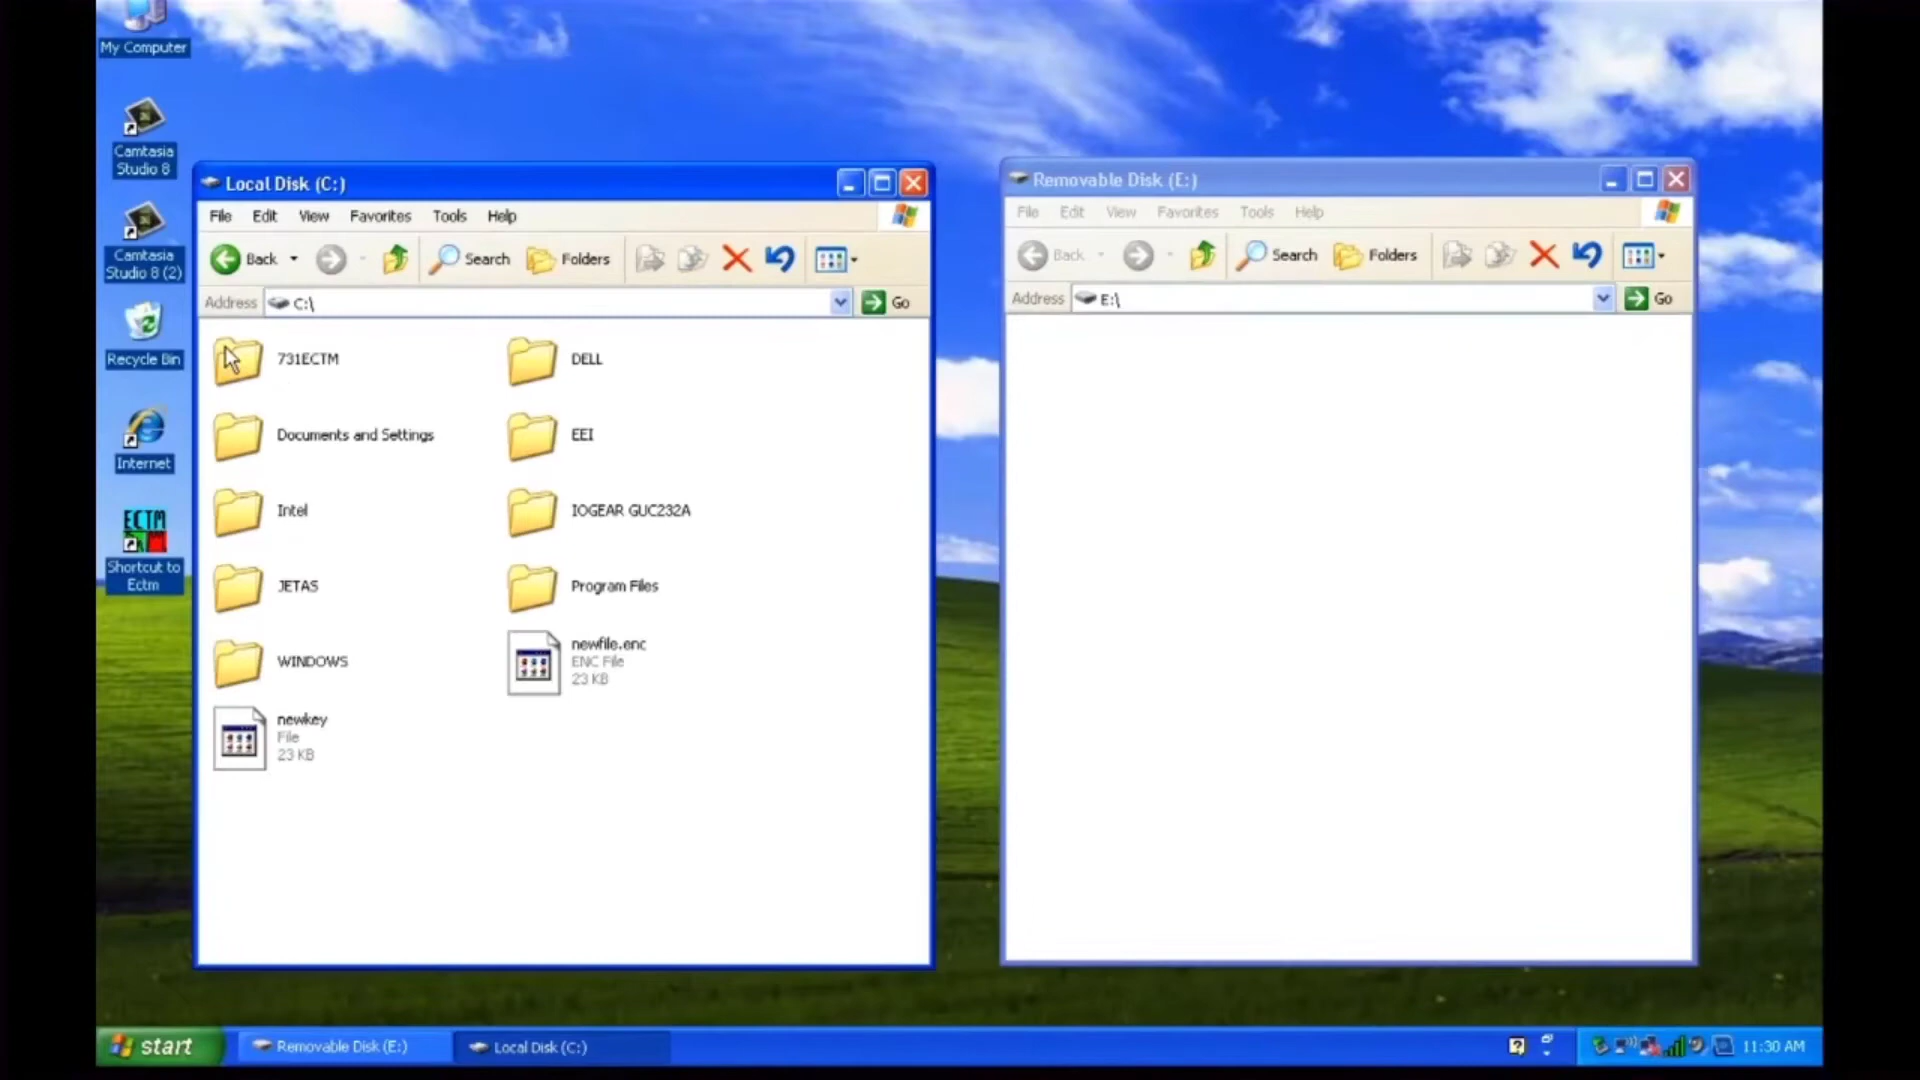 My Computer
Camtasia
Studio 8
Camtasia
Studio 8 (2)
Recycle Bin
Internet
ECTM
Shortcut to
Ectm
Local Disk (C:)
File Edit View Favorites Tools Help
Back Search Folders
Address C:\ Go
731ECTM DELL
Documents and Settings EEI
Intel IOGEAR GUC232A
JETAS Program Files
WINDOWS
newfile.enc
ENC File
23 KB
newkey
File
23 KB
Removable Disk (E:)
File Edit View Favorites Tools Help
Back Search Folders
Address E:\ Go
start Removable Disk (E:) Local Disk (C:) 11:30 AM